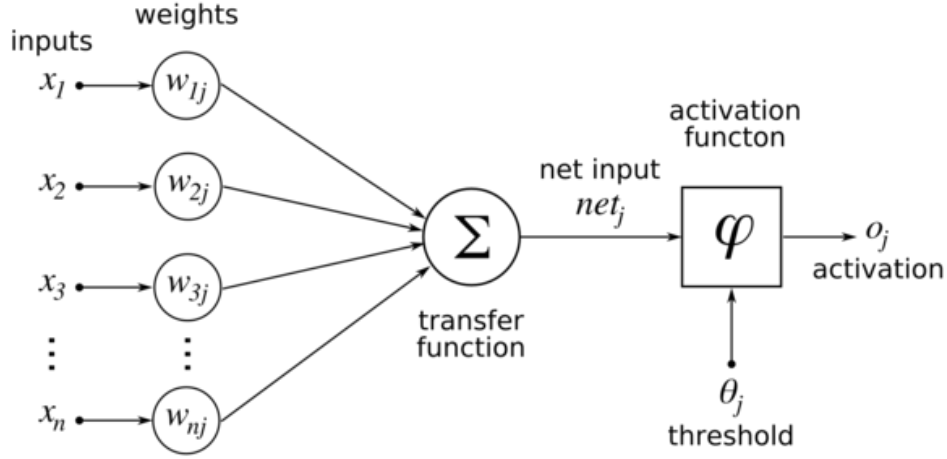 weights
inputs
x1
w1j
x2
w2j
x3
w3j
⋮
⋮
xn
wnj
Σ
transfer
function
net input
netj
activation
functon
φ
oj
activation
θj
threshold